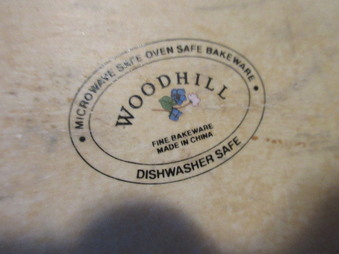 • MICROWAVE SAFE OVEN SAFE BAKEWARE •
WOODHILL
FINE BAKEWARE
MADE IN CHINA
DISHWASHER SAFE